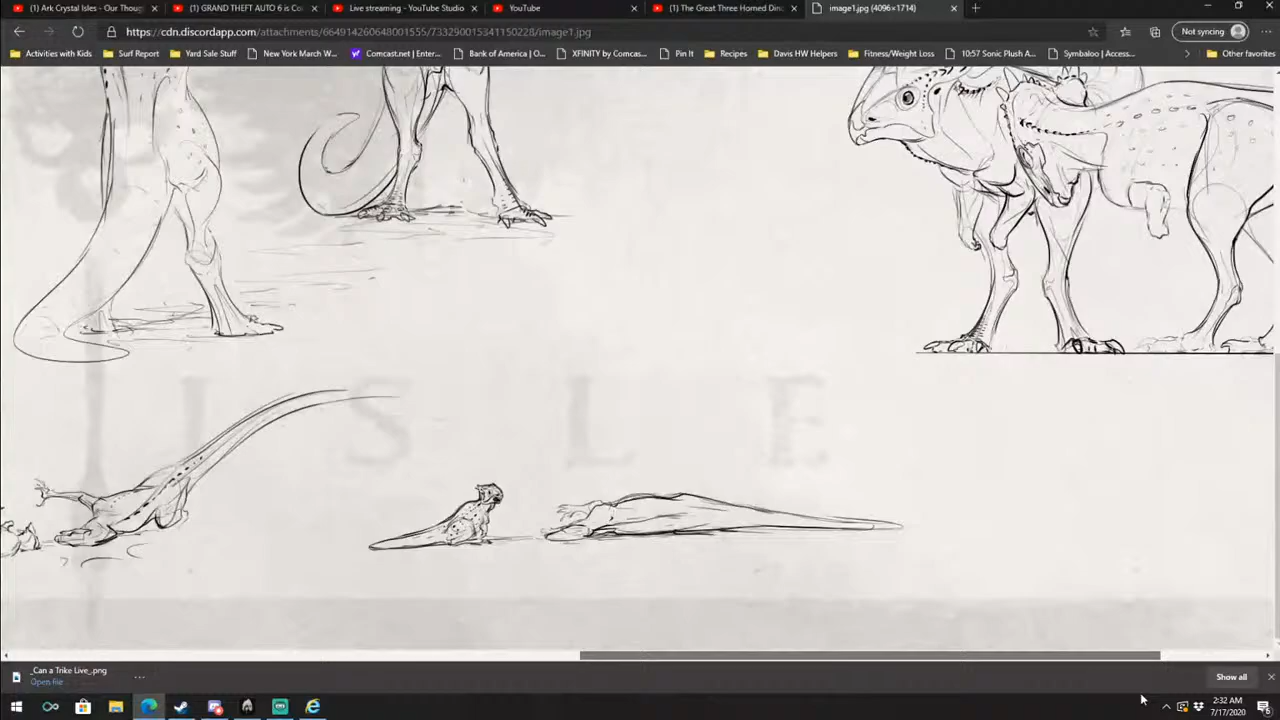 (1) Ark Crystal Isles - Our Thoug
(1) GRAND THEFT AUTO 6 is Co
Live streaming - YouTube Studio
YouTube
(1) The Great Three Horned Dino
image1.jpg (4096×1714)
https://cdn.discordapp.com/attachments/664914260648001555/733290015341150228/image1.jpg
Not syncing
Activities with Kids
Surf Report
Yard Sale Stuff
New York March W...
Comcast.net | Enter...
Bank of America | O...
XFINITY by Comcas...
Pin It
Recipes
Davis HW Helpers
Fitness/Weight Loss
10:57 Sonic Plush A...
Symbaloo | Access...
Other favorites
I S L E
_Can a Trike Live_.png
Open file
Show all
2:32 AM
7/17/2020